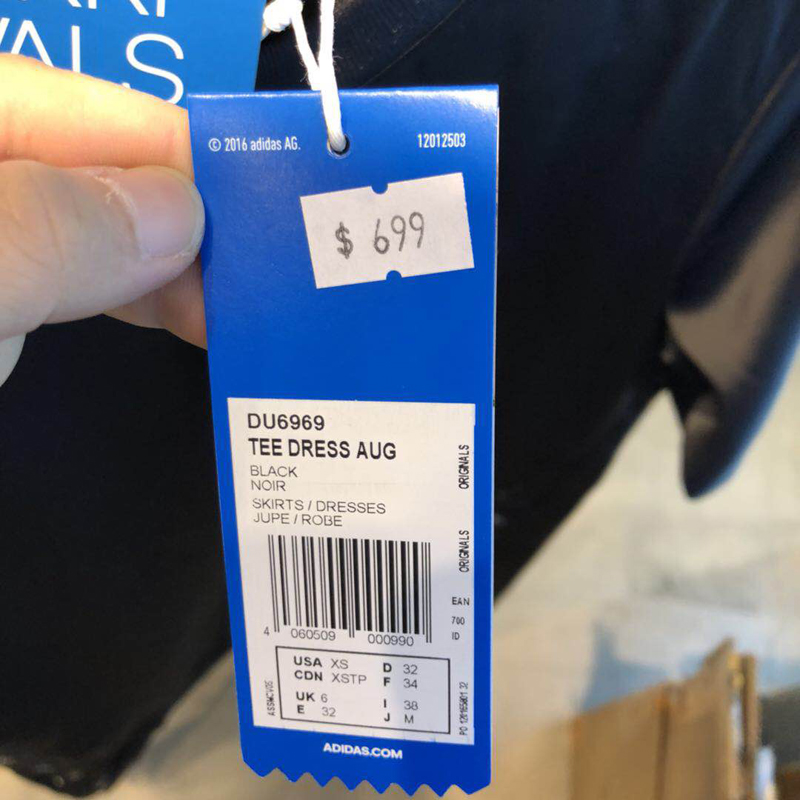 VALS
© 2016 adidas AG. 12012503
$ 699
DU6969
TEE DRESS AUG
BLACK
NOIR
SKIRTS / DRESSES
JUPE / ROBE
ORIGINALS
ORIGINALS
EAN
700
ID
4 060509 000990
USA XS D 32
CDN XSTP F 34
UK 6 I 38
E 32 J M
ADIDAS.COM